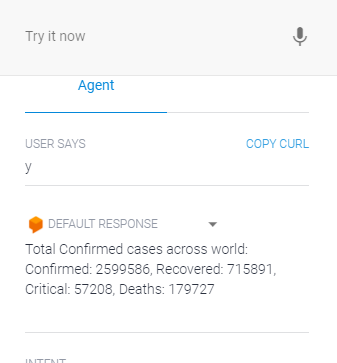 Try it now
Agent
USER SAYS COPY CURL
y
DEFAULT RESPONSE
Total Confirmed cases across world:
Confirmed: 2599586, Recovered: 715891,
Critical: 57208, Deaths: 179727
INTENT